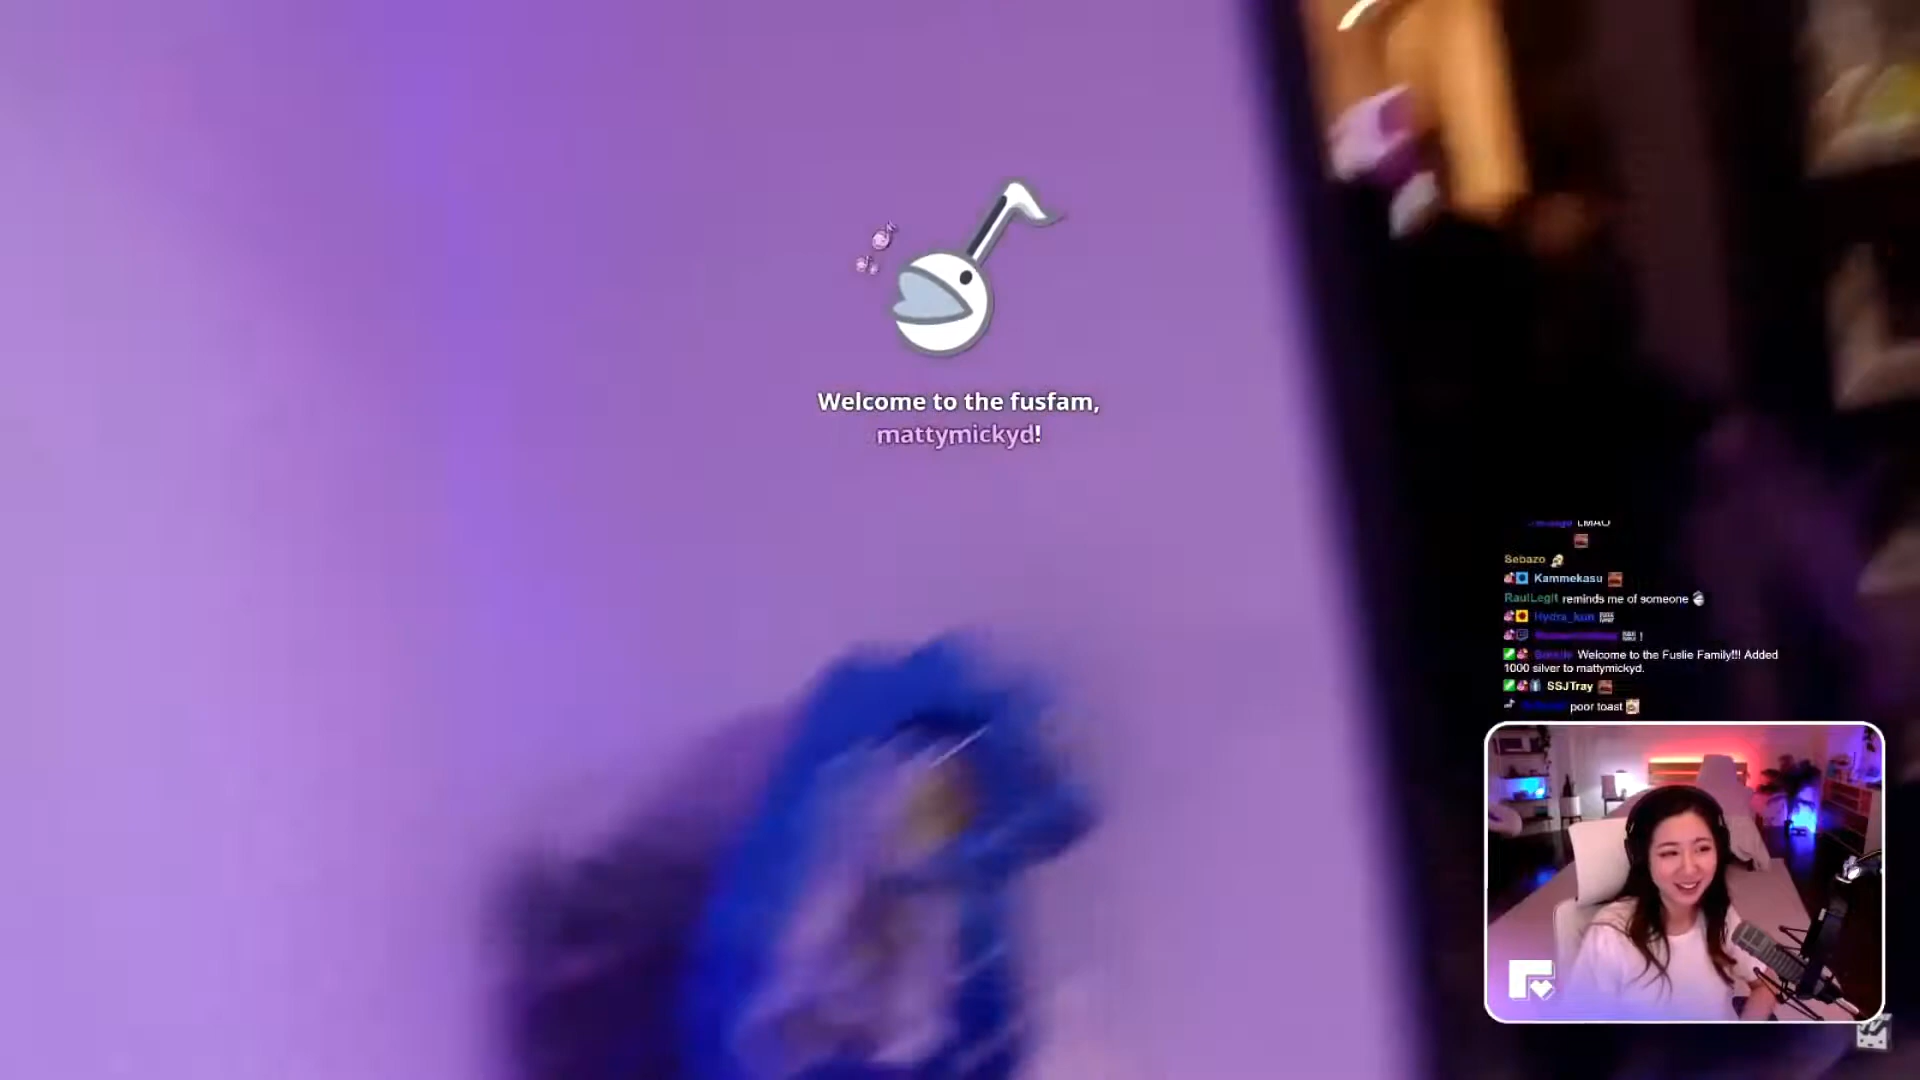 Welcome to the fusfam,
mattymickyd!
LMAO
Sebazo
Kammekasu
RaulLegit reminds me of someone
Hydra_kun
!
Welcome to the Fuslie Family!!! Added
1000 silver to mattymickyd.
SSJTray
poor toast